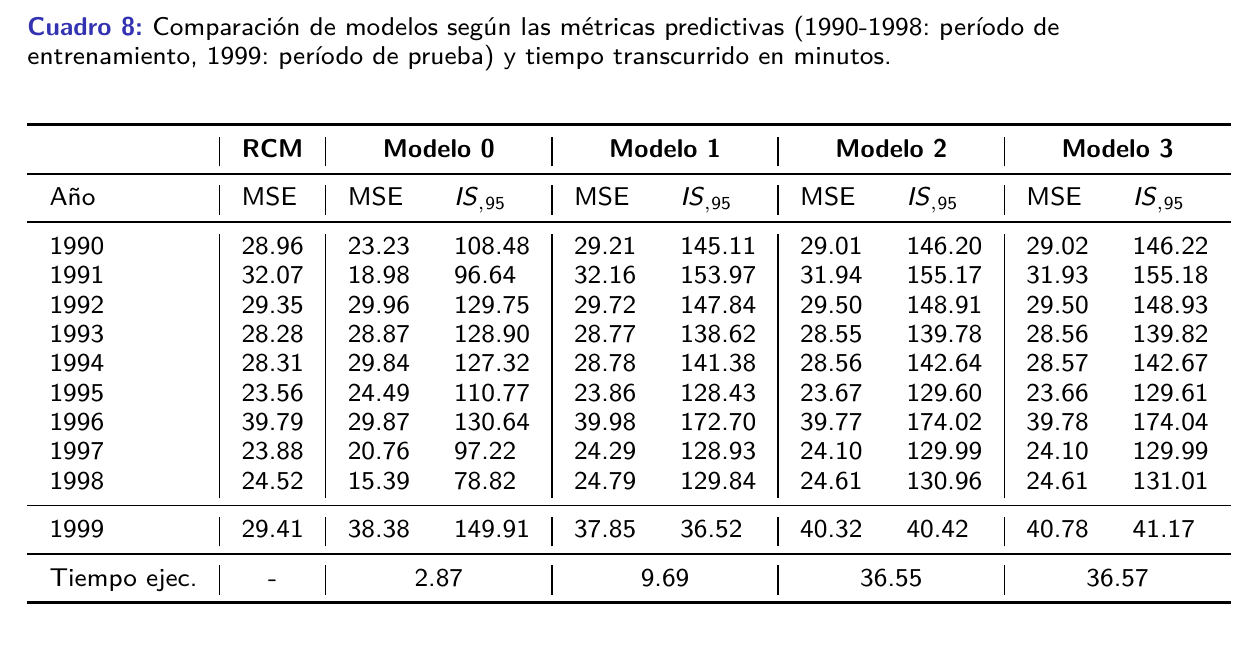 Cuadro 8: Comparación de modelos según las métricas predictivas (1990-1998: período de
entrenamiento, 1999: período de prueba) y tiempo transcurrido en minutos.
RCM Modelo 0 Modelo 1 Modelo 2 Modelo 3
Año MSE MSE IS,95 MSE IS,95 MSE IS,95 MSE IS,95
1990 28.96 23.23 108.48 29.21 145.11 29.01 146.20 29.02 146.22
1991 32.07 18.98 96.64 32.16 153.97 31.94 155.17 31.93 155.18
1992 29.35 29.96 129.75 29.72 147.84 29.50 148.91 29.50 148.93
1993 28.28 28.87 128.90 28.77 138.62 28.55 139.78 28.56 139.82
1994 28.31 29.84 127.32 28.78 141.38 28.56 142.64 28.57 142.67
1995 23.56 24.49 110.77 23.86 128.43 23.67 129.60 23.66 129.61
1996 39.79 29.87 130.64 39.98 172.70 39.77 174.02 39.78 174.04
1997 23.88 20.76 97.22 24.29 128.93 24.10 129.99 24.10 129.99
1998 24.52 15.39 78.82 24.79 129.84 24.61 130.96 24.61 131.01
1999 29.41 38.38 149.91 37.85 36.52 40.32 40.42 40.78 41.17
Tiempo ejec. - 2.87 9.69 36.55 36.57